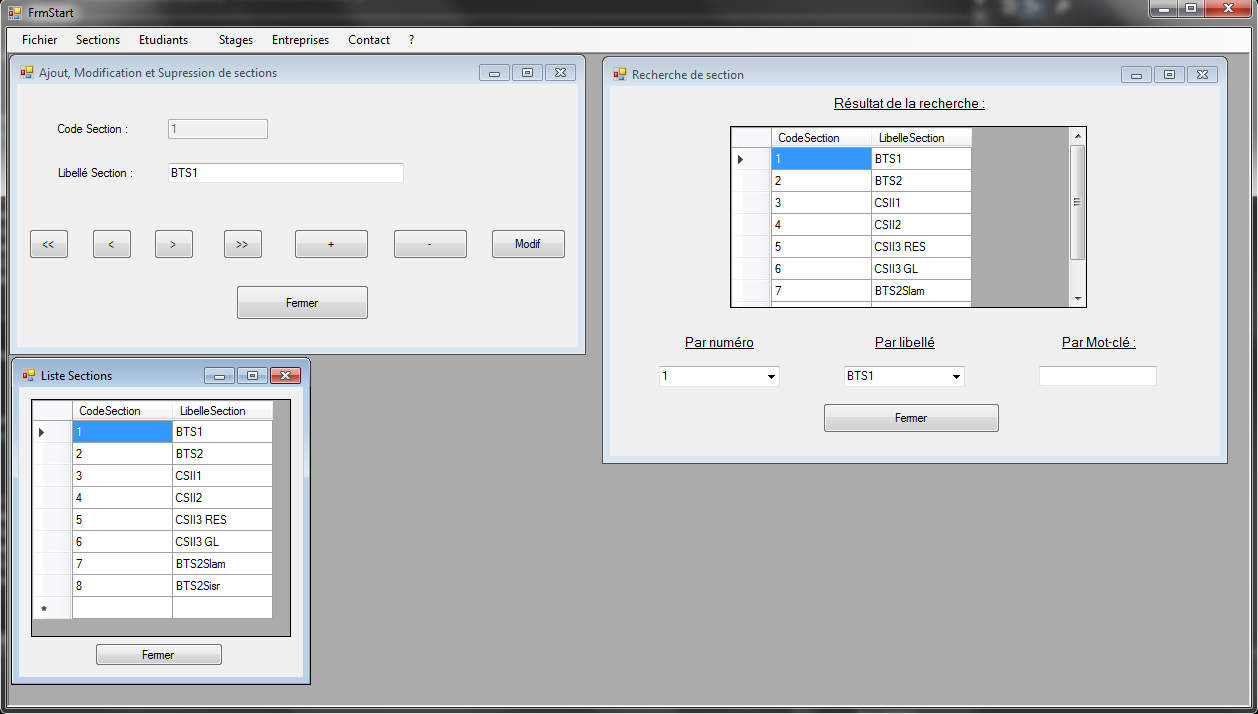 FrmStart
Fichier Sections Etudiants Stages Entreprises Contact ?
Ajout, Modification et Supression de sections
Code Section : 1
Libellé Section : BTS1
<< < > >> + - Modif
Fermer
Recherche de section
Résultat de la recherche :
CodeSection LibelleSection
1 BTS1
2 BTS2
3 CSII1
4 CSII2
5 CSII3 RES
6 CSII3 GL
7 BTS2Slam
Par numéro Par libellé Par Mot-clé :
1 BTS1
Fermer
Liste Sections
CodeSection LibelleSection
1 BTS1
2 BTS2
3 CSII1
4 CSII2
5 CSII3 RES
6 CSII3 GL
7 BTS2Slam
8 BTS2Sisr
*
Fermer